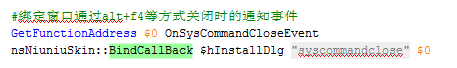 #绑定窗口通过alt+f4等方式关闭时的通知事件
GetFunctionAddress $0 OnSysCommandCloseEvent
nsNiuniuSkin::BindCallBack $hInstallDlg "syscommandclose" $0